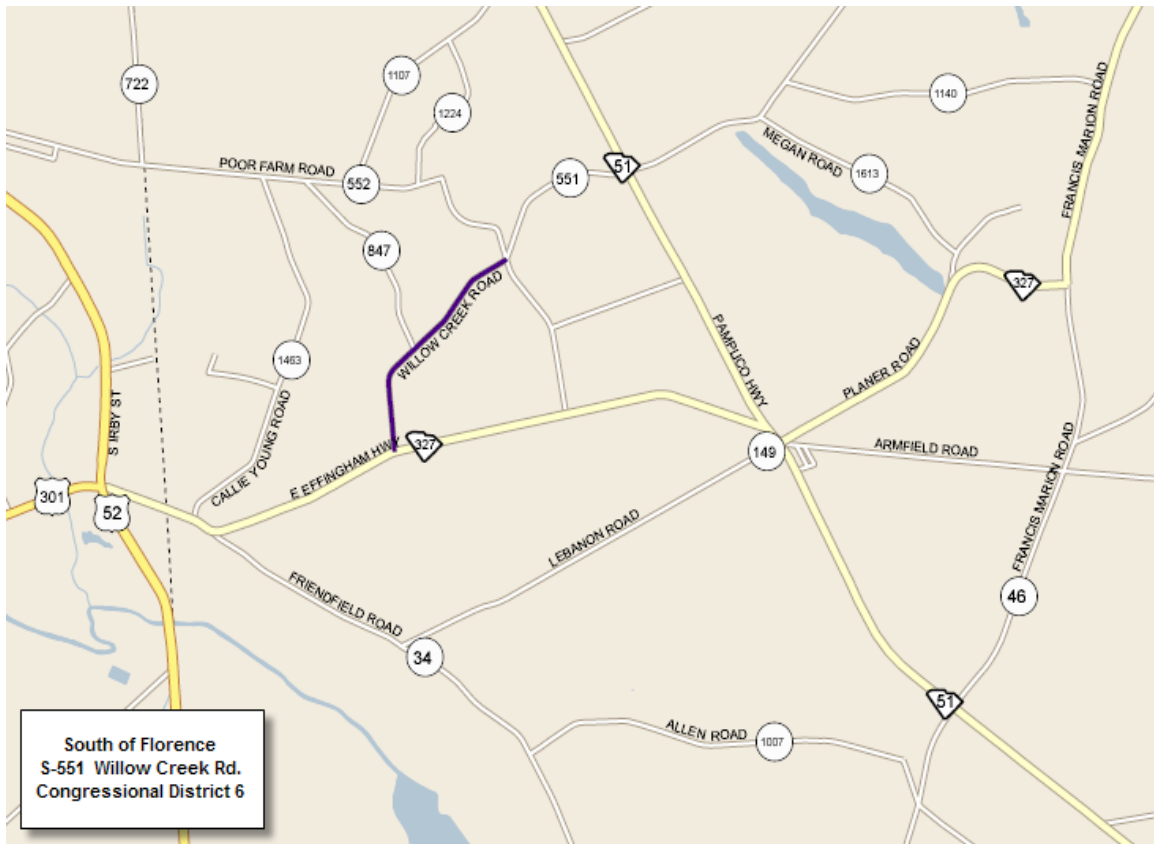 722
1107
1224
POOR FARM ROAD
552
551
51
1140
MEGAN ROAD
1613
FRANCIS MARION ROAD
847
WILLOW CREEK ROAD
327
PAMPLICO HWY
PLANER ROAD
1463
S IRBY ST
CALLIE YOUNG ROAD
E EFFINGHAM HWY
327
149
ARMFIELD ROAD
301
52
LEBANON ROAD
FRANCIS MARION ROAD
46
FRIENDFIELD ROAD
34
51
ALLEN ROAD
1007
South of Florence
S-551 Willow Creek Rd.
Congressional District 6